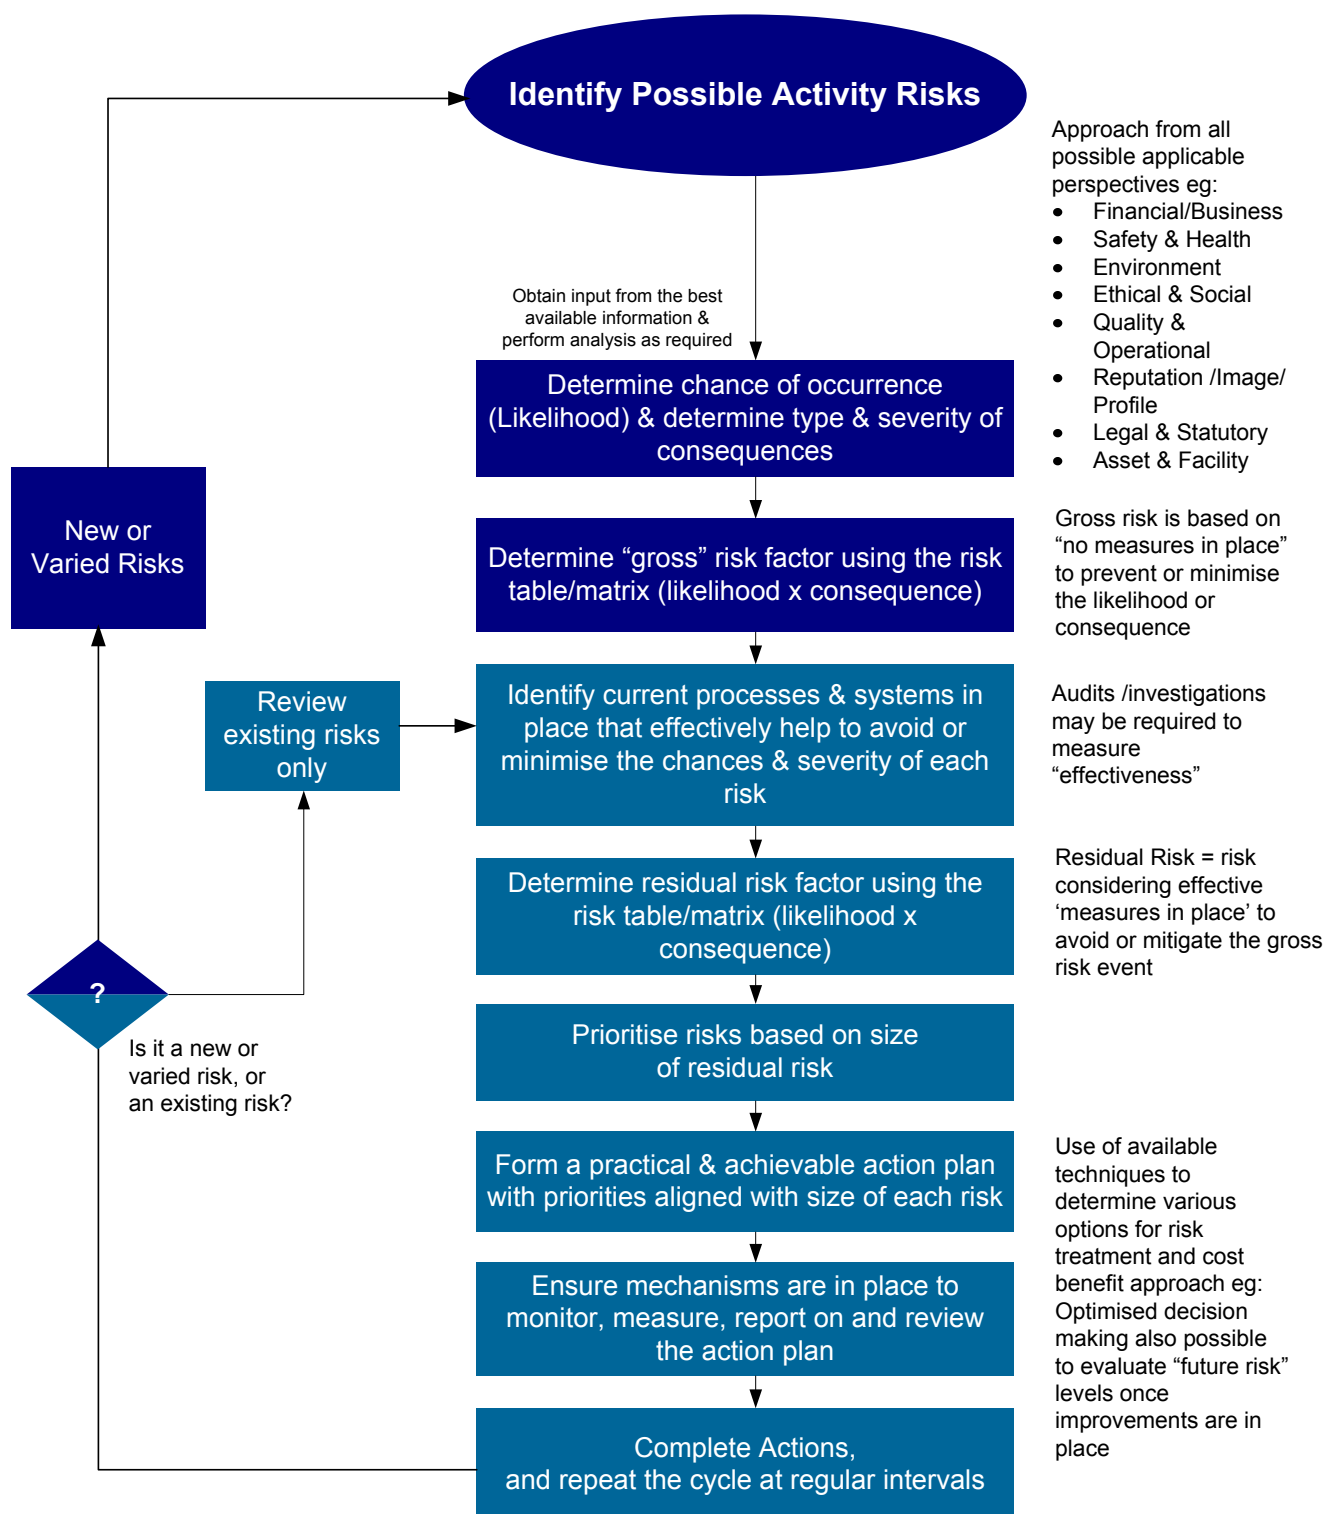 Identify Possible Activity Risks
Approach from all
possible applicable
perspectives eg:
• Financial/Business
• Safety & Health
• Environment
• Ethical & Social
• Quality &
Operational
• Reputation /Image/
Profile
• Legal & Statutory
• Asset & Facility
Obtain input from the best
available information &
perform analysis as required
Determine chance of occurrence
(Likelihood) & determine type & severity of
consequences
New or
Varied Risks
Determine “gross” risk factor using the risk
table/matrix (likelihood x consequence)
Gross risk is based on
“no measures in place”
to prevent or minimise
the likelihood or
consequence
Review
existing risks
only
Identify current processes & systems in
place that effectively help to avoid or
minimise the chances & severity of each
risk
Audits /investigations
may be required to
measure
“effectiveness”
Determine residual risk factor using the
risk table/matrix (likelihood x
consequence)
Residual Risk = risk
considering effective
‘measures in place’ to
avoid or mitigate the gross
risk event
?
Is it a new or
varied risk, or
an existing risk?
Prioritise risks based on size
of residual risk
Form a practical & achievable action plan
with priorities aligned with size of each risk
Use of available
techniques to
determine various
options for risk
treatment and cost
benefit approach eg:
Optimised decision
making also possible
to evaluate “future risk”
levels once
improvements are in
place
Ensure mechanisms are in place to
monitor, measure, report on and review
the action plan
Complete Actions,
and repeat the cycle at regular intervals